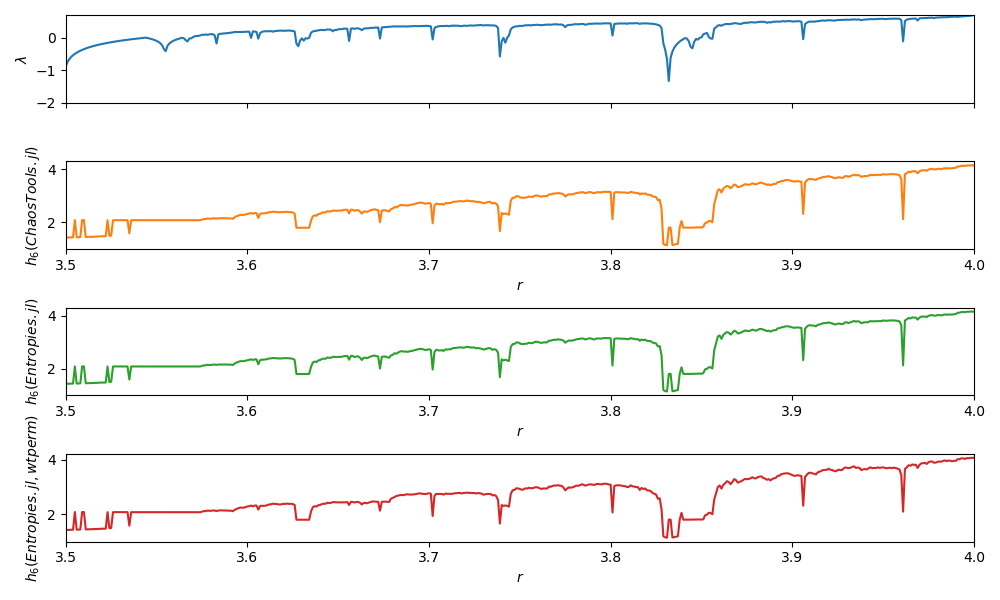 0
−1
−2
λ
4
2
h₆(ChaosTools.jl)
3.5 3.6 3.7 3.8 3.9 4.0
r
4
2
h₆(Entropies.jl)
3.5 3.6 3.7 3.8 3.9 4.0
r
4
2
h₆(Entropies.jl, wtperm)
3.5 3.6 3.7 3.8 3.9 4.0
r